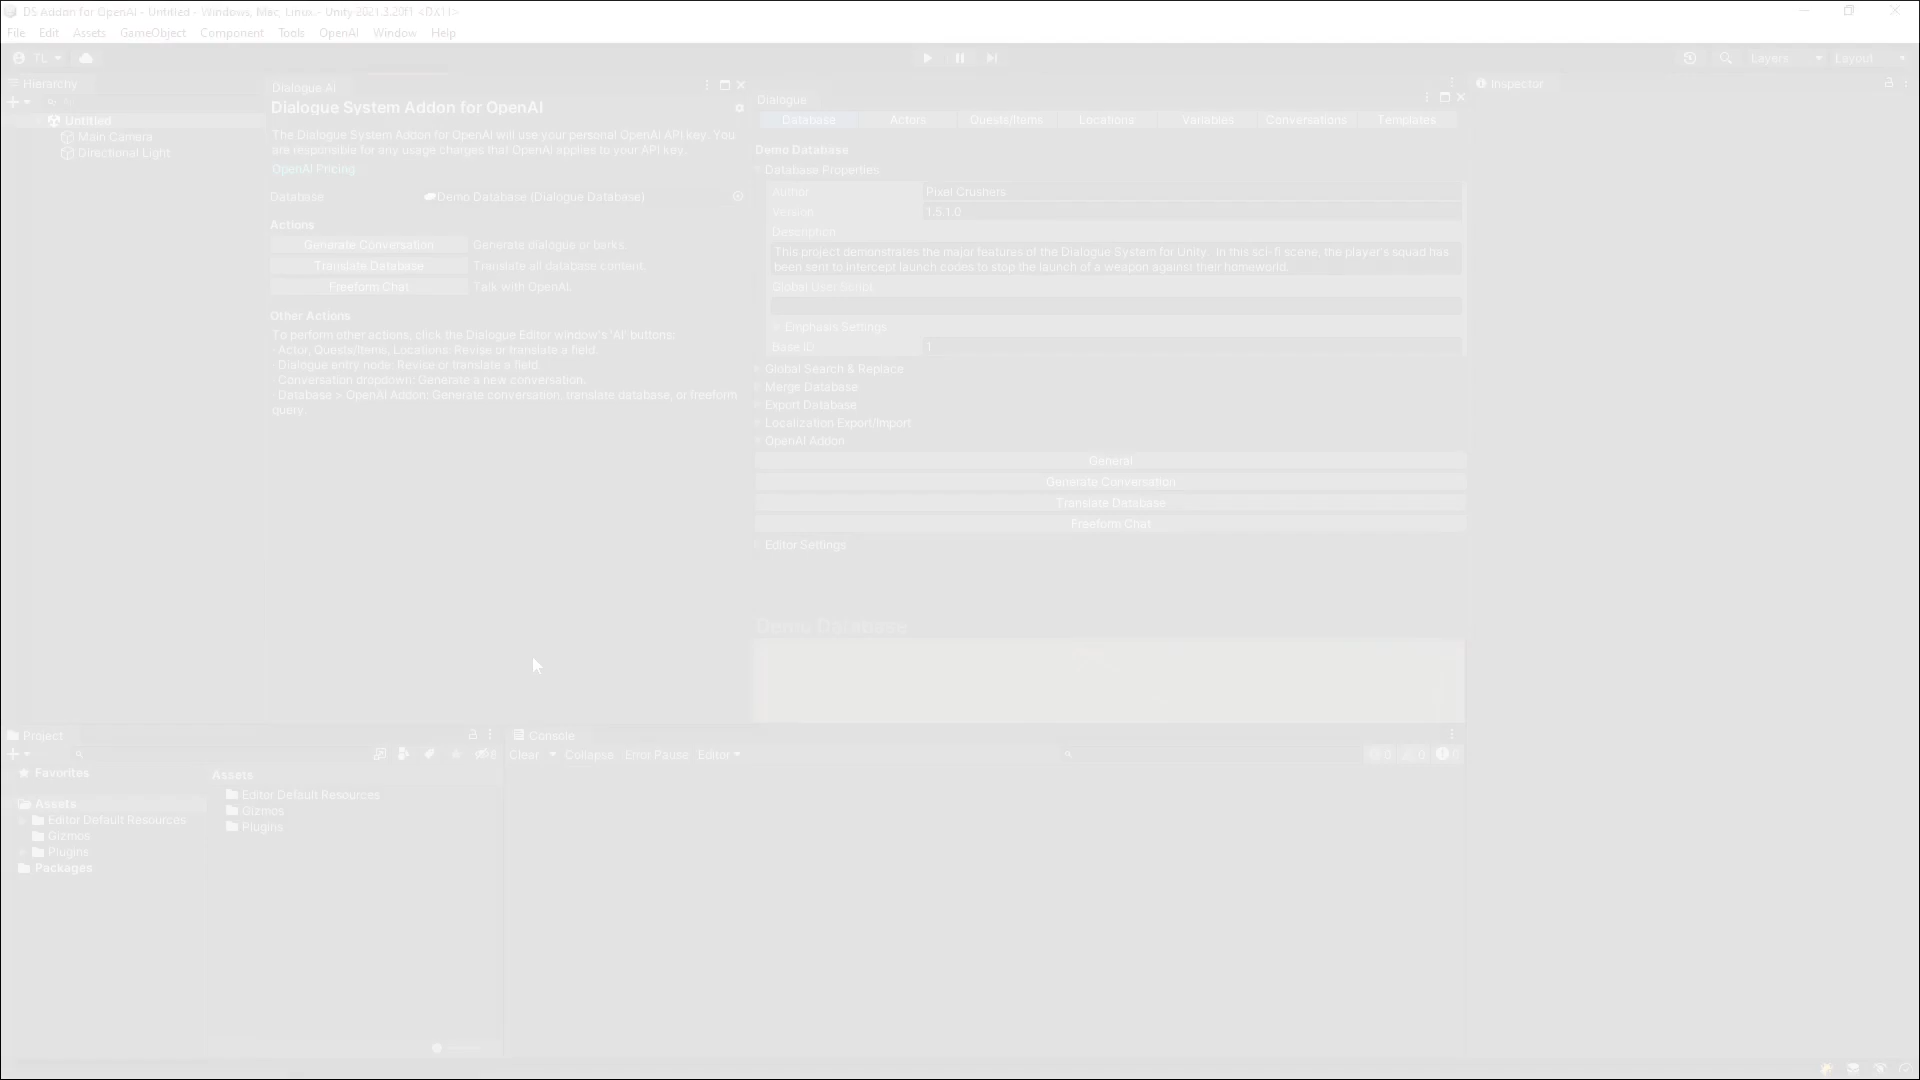 DS Addon for OpenAI - Untitled - Windows, Mac, Linux - Unity 2021.3.20f1 <DX11>
File Edit Assets GameObject Component Tools OpenAI Window Help
TL
Layers Layout
Hierarchy
Untitled
Main Camera
Directional Light
Dialogue AI
Dialogue System Addon for OpenAI
The Dialogue System Addon for OpenAI will use your personal OpenAI API key. You
are responsible for any usage charges that OpenAI applies to your API key.
OpenAI Pricing
Database Demo Database (Dialogue Database)
Actions
Generate Conversation Generate dialogue or barks.
Translate Database Translate all database content.
Freeform Chat Talk with OpenAI.
Other Actions
To perform other actions, click the Dialogue Editor window's 'AI' buttons:
· Actor, Quests/Items, Locations: Revise or translate a field.
· Dialogue entry node: Revise or translate a field.
· Conversation dropdown: Generate a new conversation.
· Database > OpenAI Addon: Generate conversation, translate database, or freeform
query.
Dialogue
Database Actors Quests/Items Locations Variables Conversations Templates
Demo Database
Database Properties
Author Pixel Crushers
Version 1.5.1.0
Description
This project demonstrates the major features of the Dialogue System for Unity. In this sci-fi scene, the player's squad has
been sent to intercept launch codes to stop the launch of a weapon against their homeworld.
Global User Script
Emphasis Settings
Base ID 1
Global Search & Replace
Merge Database
Export Database
Localization Export/Import
OpenAI Addon
General
Generate Conversation
Translate Database
Freeform Chat
Editor Settings
Demo Database
Inspector
Project
8
Favorites
Assets
Editor Default Resources
Gizmos
Plugins
Packages
Assets
Editor Default Resources
Gizmos
Plugins
Console
Clear Collapse Error Pause Editor
0 0